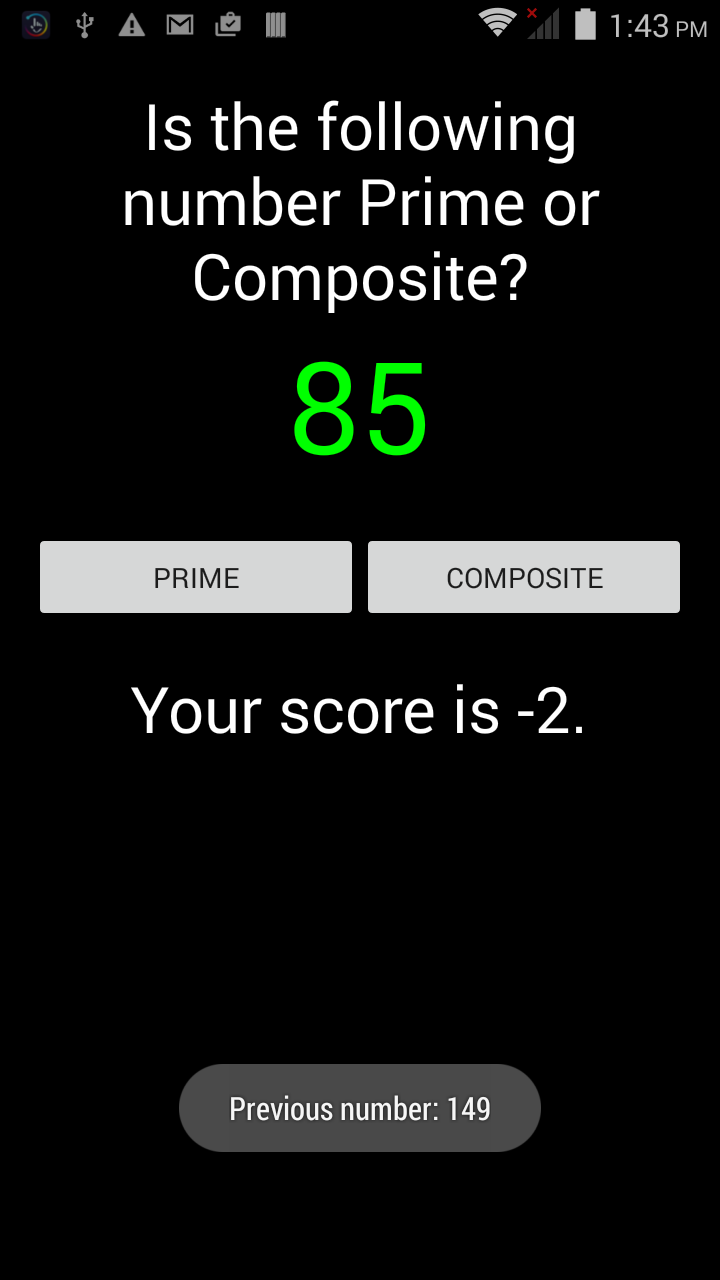 1:43 PM
Is the following
number Prime or
Composite?
85
PRIME
COMPOSITE
Your score is -2.
Previous number: 149